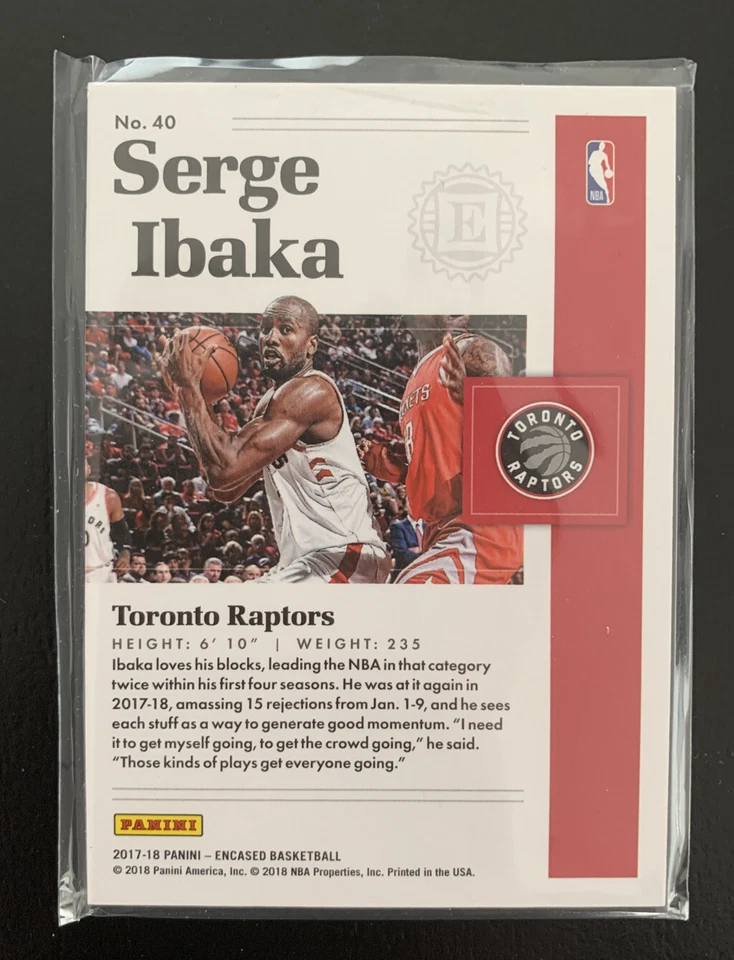 No. 40
Serge
Ibaka
E
NBA
ETS
TORONTO
RAPTORS
Toronto Raptors
HEIGHT: 6' 10" | WEIGHT: 235
Ibaka loves his blocks, leading the NBA in that category
twice within his first four seasons. He was at it again in
2017-18, amassing 15 rejections from Jan. 1-9, and he sees
each stuff as a way to generate good momentum. “I need
it to get myself going, to get the crowd going,” he said.
“Those kinds of plays get everyone going.”
PANINI
2017-18 PANINI – ENCASED BASKETBALL
© 2018 Panini America, Inc. © 2018 NBA Properties, Inc. Printed in the USA.